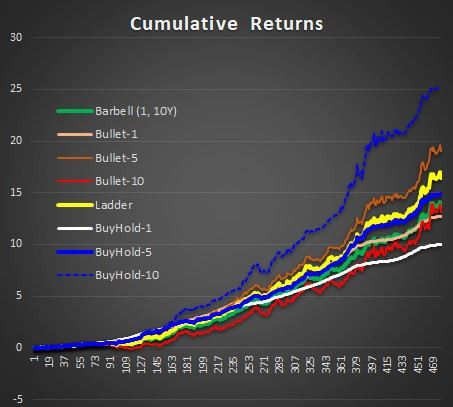 Cumulative Returns
30
25
20
15
10
5
0
-5
Barbell (1, 10Y)
Bullet-1
Bullet-5
Bullet-10
Ladder
BuyHold-1
BuyHold-5
BuyHold-10
1 19 37 55 73 91 109 127 145 163 181 199 217 235 253 271 289 307 325 343 361 379 397 415 433 451 469